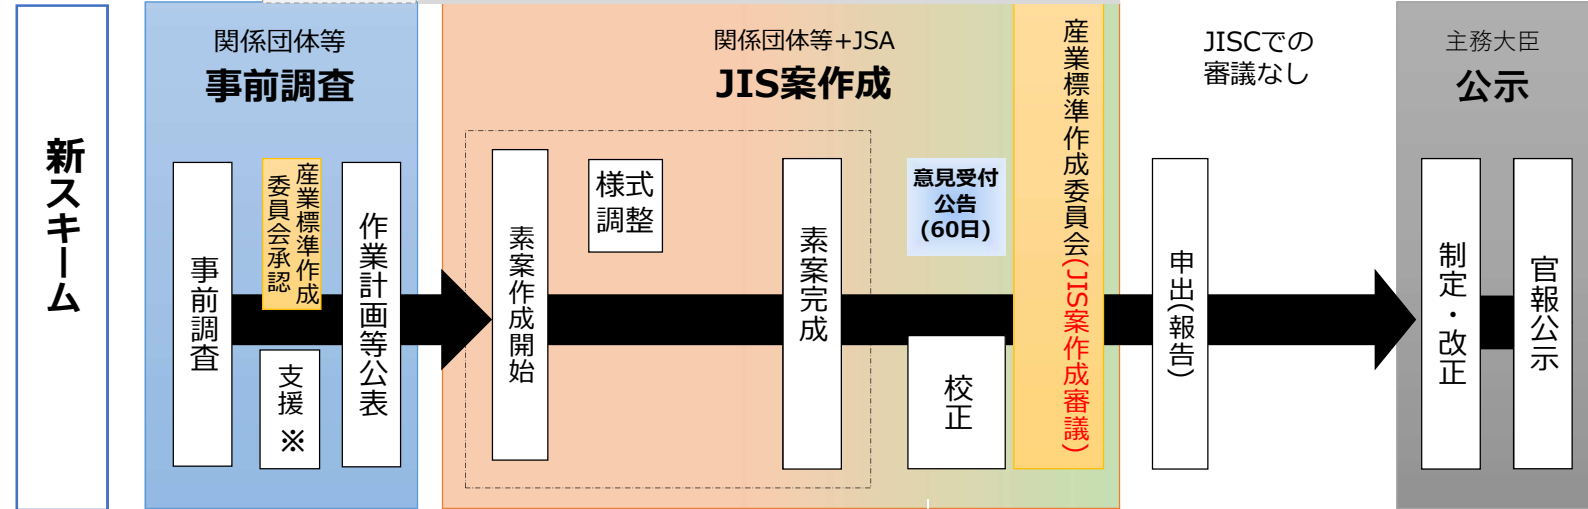 新スキーム
関係団体等
事前調査
事前調査
産業標準作成
委員会承認
支援※
作業計画等公表
関係団体等+JSA
JIS案作成
素案作成開始
様式
調整
素案完成
意見受付
公告
(60日)
校正
産業標準作成委員会(JIS案作成審議)
JISCでの
審議なし
申出(報告)
主務大臣
公示
制定・改正
官報公示